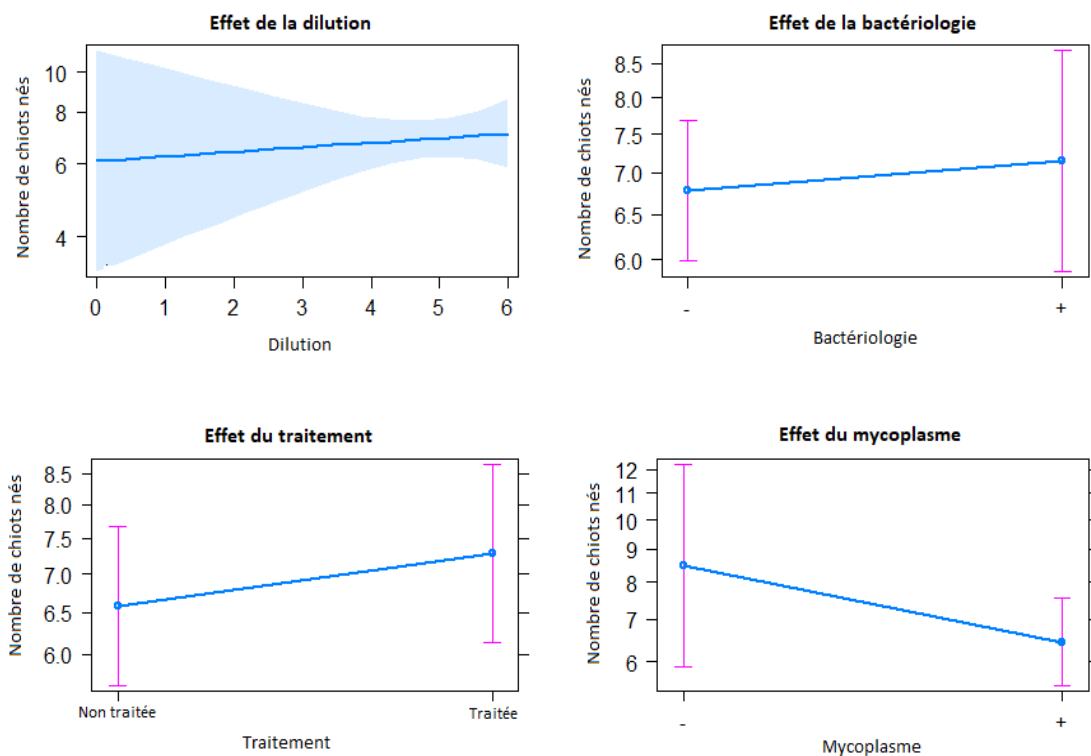 Effet de la dilution
Nombre de chiots nés
10
8
6
4
0 1 2 3 4 5 6
Dilution
Effet de la bactériologie
Nombre de chiots nés
8.5
8.0
7.5
7.0
6.5
6.0
- +
Bactériologie
Effet du traitement
Nombre de chiots nés
8.5
8.0
7.5
7.0
6.5
6.0
Non traitée Traitée
Traitement
Effet du mycoplasme
Nombre de chiots nés
12
11
10
9
8
7
6
- +
Mycoplasme